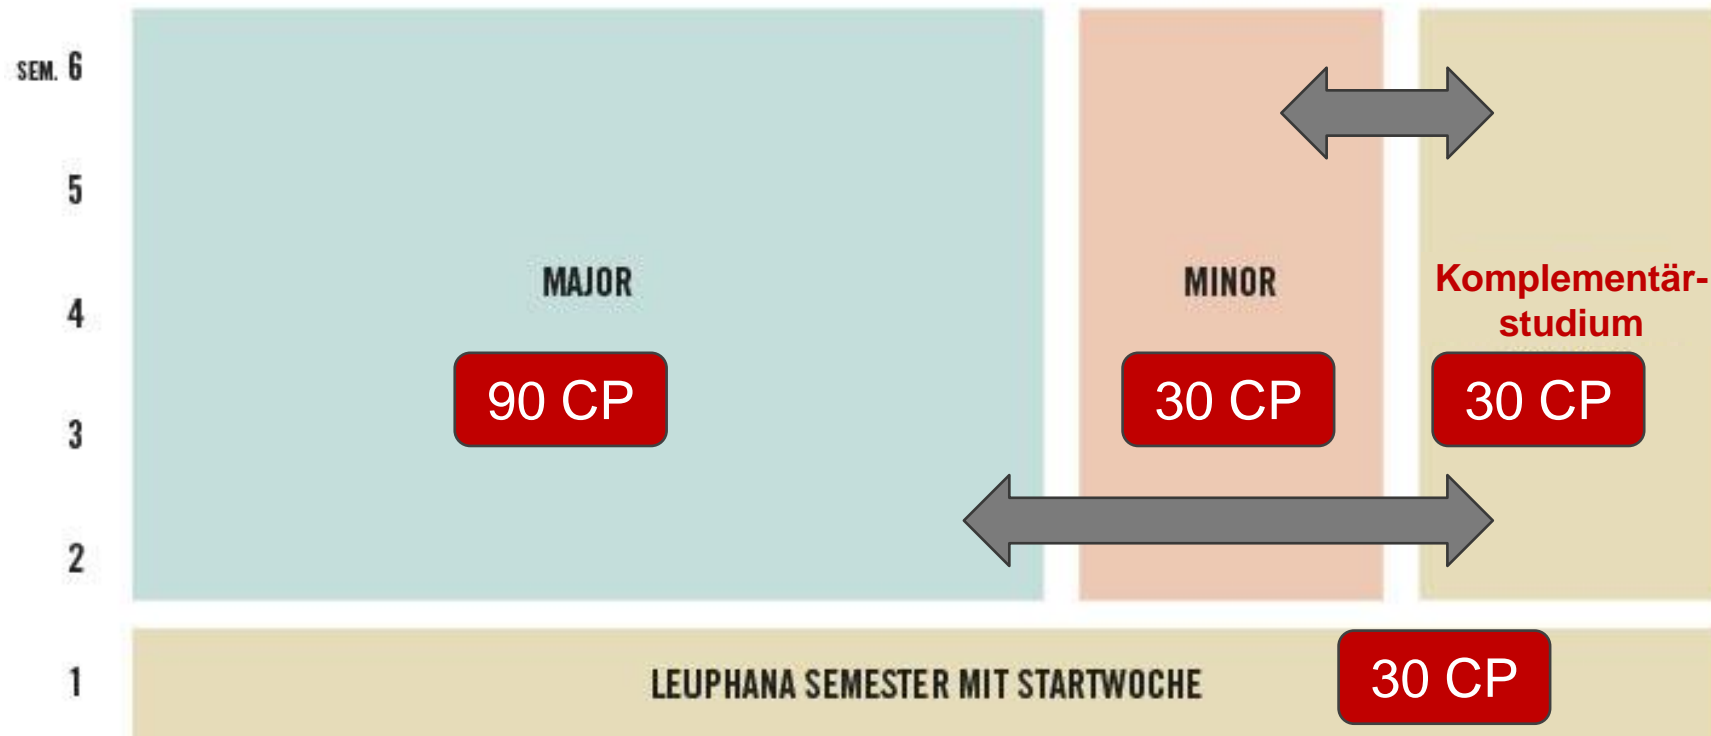 SEM. 6
5
MAJOR
MINOR
Komplementär-
studium
4
90 CP
30 CP
30 CP
3
2
1
LEUPHANA SEMESTER MIT STARTWOCHE
30 CP